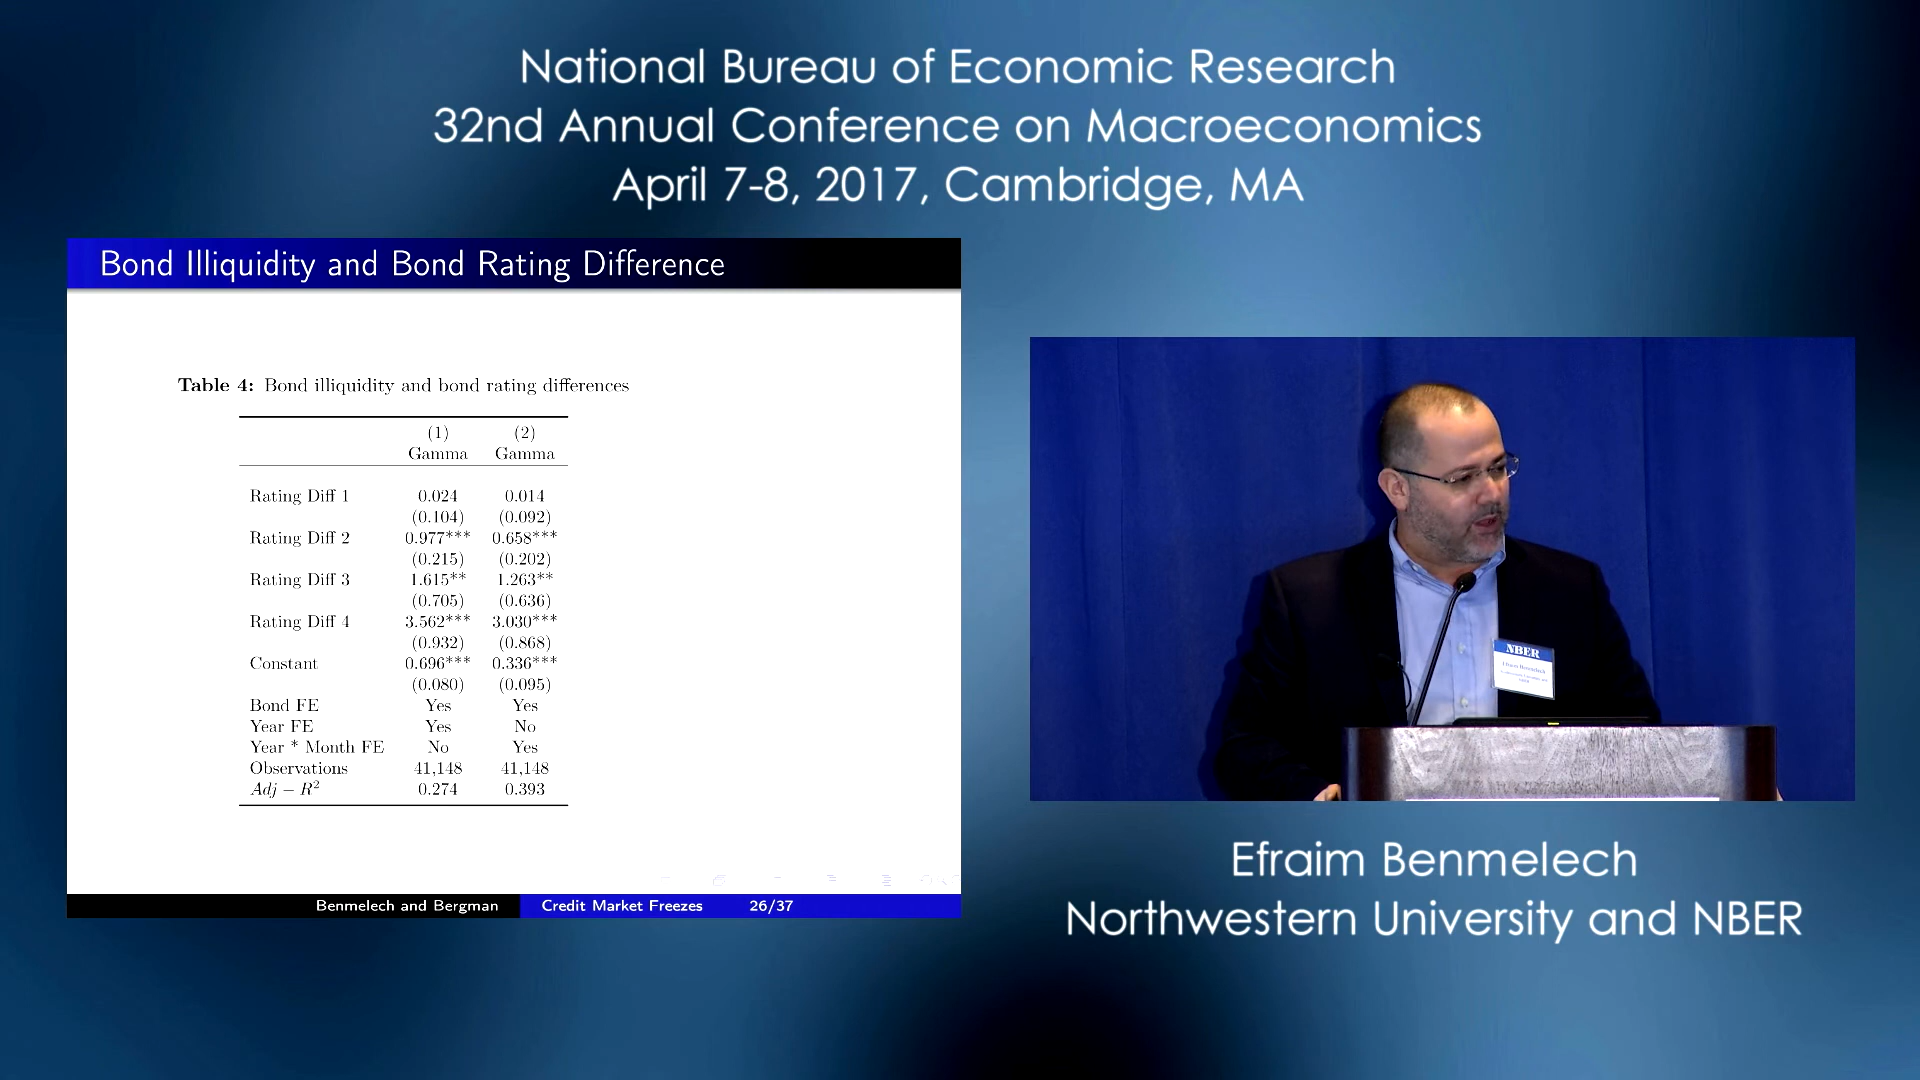 National Bureau of Economic Research
32nd Annual Conference on Macroeconomics
April 7-8, 2017, Cambridge, MA
Bond Illiquidity and Bond Rating Difference
Table 4: Bond illiquidity and bond rating differences
(1) (2)
Gamma Gamma
Rating Diff 1 0.024 0.014
(0.104) (0.092)
Rating Diff 2 0.977*** 0.658***
(0.215) (0.202)
Rating Diff 3 1.615** 1.263**
(0.705) (0.636)
Rating Diff 4 3.562*** 3.030***
(0.932) (0.868)
Constant 0.696*** 0.336***
(0.080) (0.095)
Bond FE Yes Yes
Year FE Yes No
Year * Month FE No Yes
Observations 41,148 41,148
Adj − R² 0.274 0.393
Benmelech and Bergman Credit Market Freezes 26/37
NBER
Efraim Benmelech
Efraim Benmelech
Northwestern University and NBER